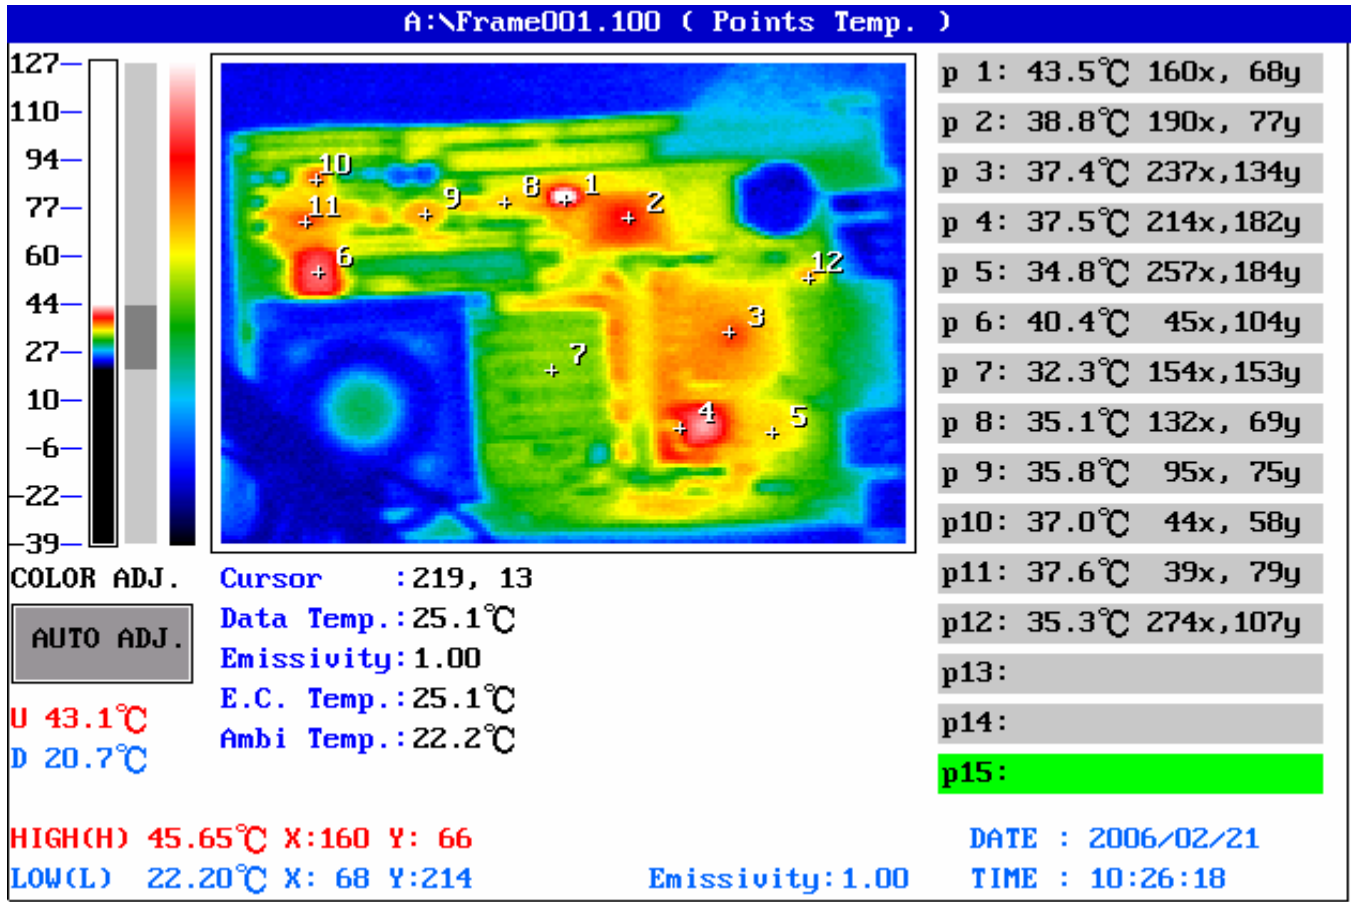 A:\Frame001.100 ( Points Temp. )
127
110
94
77
60
44
27
10
-6
-22
-39
COLOR ADJ.
AUTO ADJ.
U 43.1℃
D 20.7℃
10
11
9
8
1
2
6
12
3
7
4
5
Cursor :219, 13
Data Temp.:25.1℃
Emissivity:1.00
E.C. Temp.:25.1℃
Ambi Temp.:22.2℃
p 1: 43.5℃ 160x, 68y
p 2: 38.8℃ 190x, 77y
p 3: 37.4℃ 237x,134y
p 4: 37.5℃ 214x,182y
p 5: 34.8℃ 257x,184y
p 6: 40.4℃ 45x,104y
p 7: 32.3℃ 154x,153y
p 8: 35.1℃ 132x, 69y
p 9: 35.8℃ 95x, 75y
p10: 37.0℃ 44x, 58y
p11: 37.6℃ 39x, 79y
p12: 35.3℃ 274x,107y
p13:
p14:
p15:
HIGH(H) 45.65℃ X:160 Y: 66
LOW(L) 22.20℃ X: 68 Y:214
Emissivity:1.00
DATE : 2006/02/21
TIME : 10:26:18